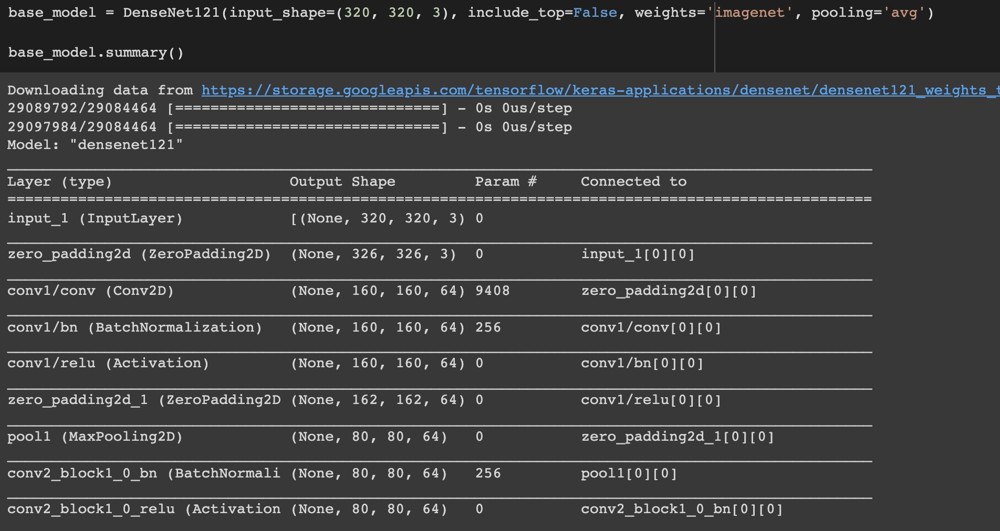 base_model = DenseNet121(input_shape=(320, 320, 3), include_top=False, weights='imagenet', pooling='avg')
base_model.summary()
Downloading data from https://storage.googleapis.com/tensorflow/keras-applications/densenet/densenet121_weights_t
29089792/29084464 [==============================] - 0s 0us/step
29097984/29084464 [==============================] - 0s 0us/step
Model: "densenet121"
__________________________________________________________________________________________________
Layer (type)                    Output Shape         Param #     Connected to
==================================================================================================
input_1 (InputLayer)            [(None, 320, 320, 3) 0
__________________________________________________________________________________________________
zero_padding2d (ZeroPadding2D)  (None, 326, 326, 3)  0           input_1[0][0]
__________________________________________________________________________________________________
conv1/conv (Conv2D)             (None, 160, 160, 64) 9408        zero_padding2d[0][0]
__________________________________________________________________________________________________
conv1/bn (BatchNormalization)   (None, 160, 160, 64) 256         conv1/conv[0][0]
__________________________________________________________________________________________________
conv1/relu (Activation)         (None, 160, 160, 64) 0           conv1/bn[0][0]
__________________________________________________________________________________________________
zero_padding2d_1 (ZeroPadding2D (None, 162, 162, 64) 0           conv1/relu[0][0]
__________________________________________________________________________________________________
pool1 (MaxPooling2D)            (None, 80, 80, 64)   0           zero_padding2d_1[0][0]
__________________________________________________________________________________________________
conv2_block1_0_bn (BatchNormali (None, 80, 80, 64)   256         pool1[0][0]
__________________________________________________________________________________________________
conv2_block1_0_relu (Activation (None, 80, 80, 64)   0           conv2_block1_0_bn[0][0]